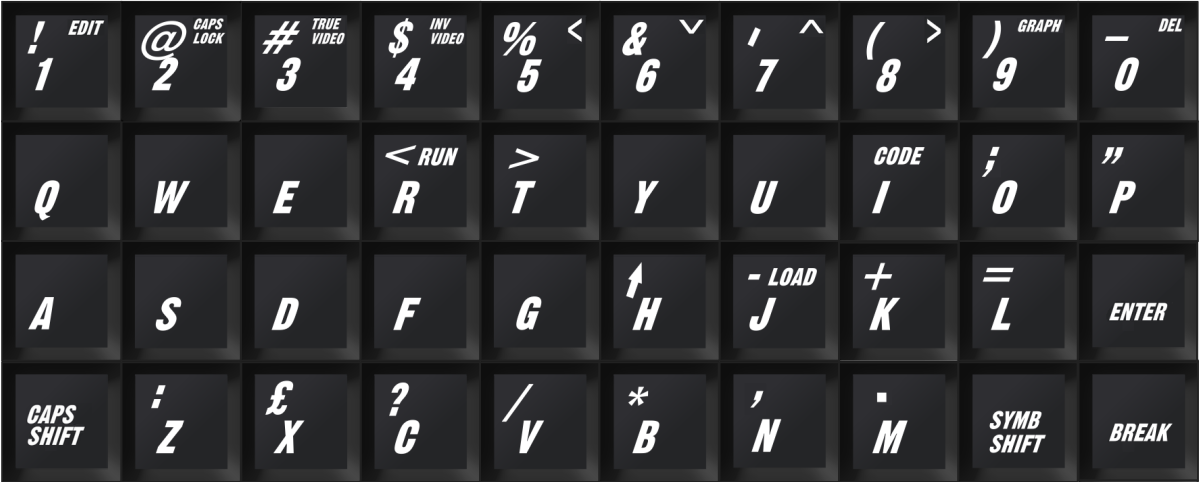 ! EDIT @ CAPS LOCK # TRUE VIDEO $ INV VIDEO % < & ˅ ' ^ ( > ) GRAPH _ DEL
1 2 3 4 5 6 7 8 9 0
< RUN > CODE ; ”
Q W E R T Y U I O P
↑ - LOAD + =
A S D F G H J K L ENTER
: £ ? / * , .
CAPS SHIFT Z X C V B N M SYMB SHIFT BREAK